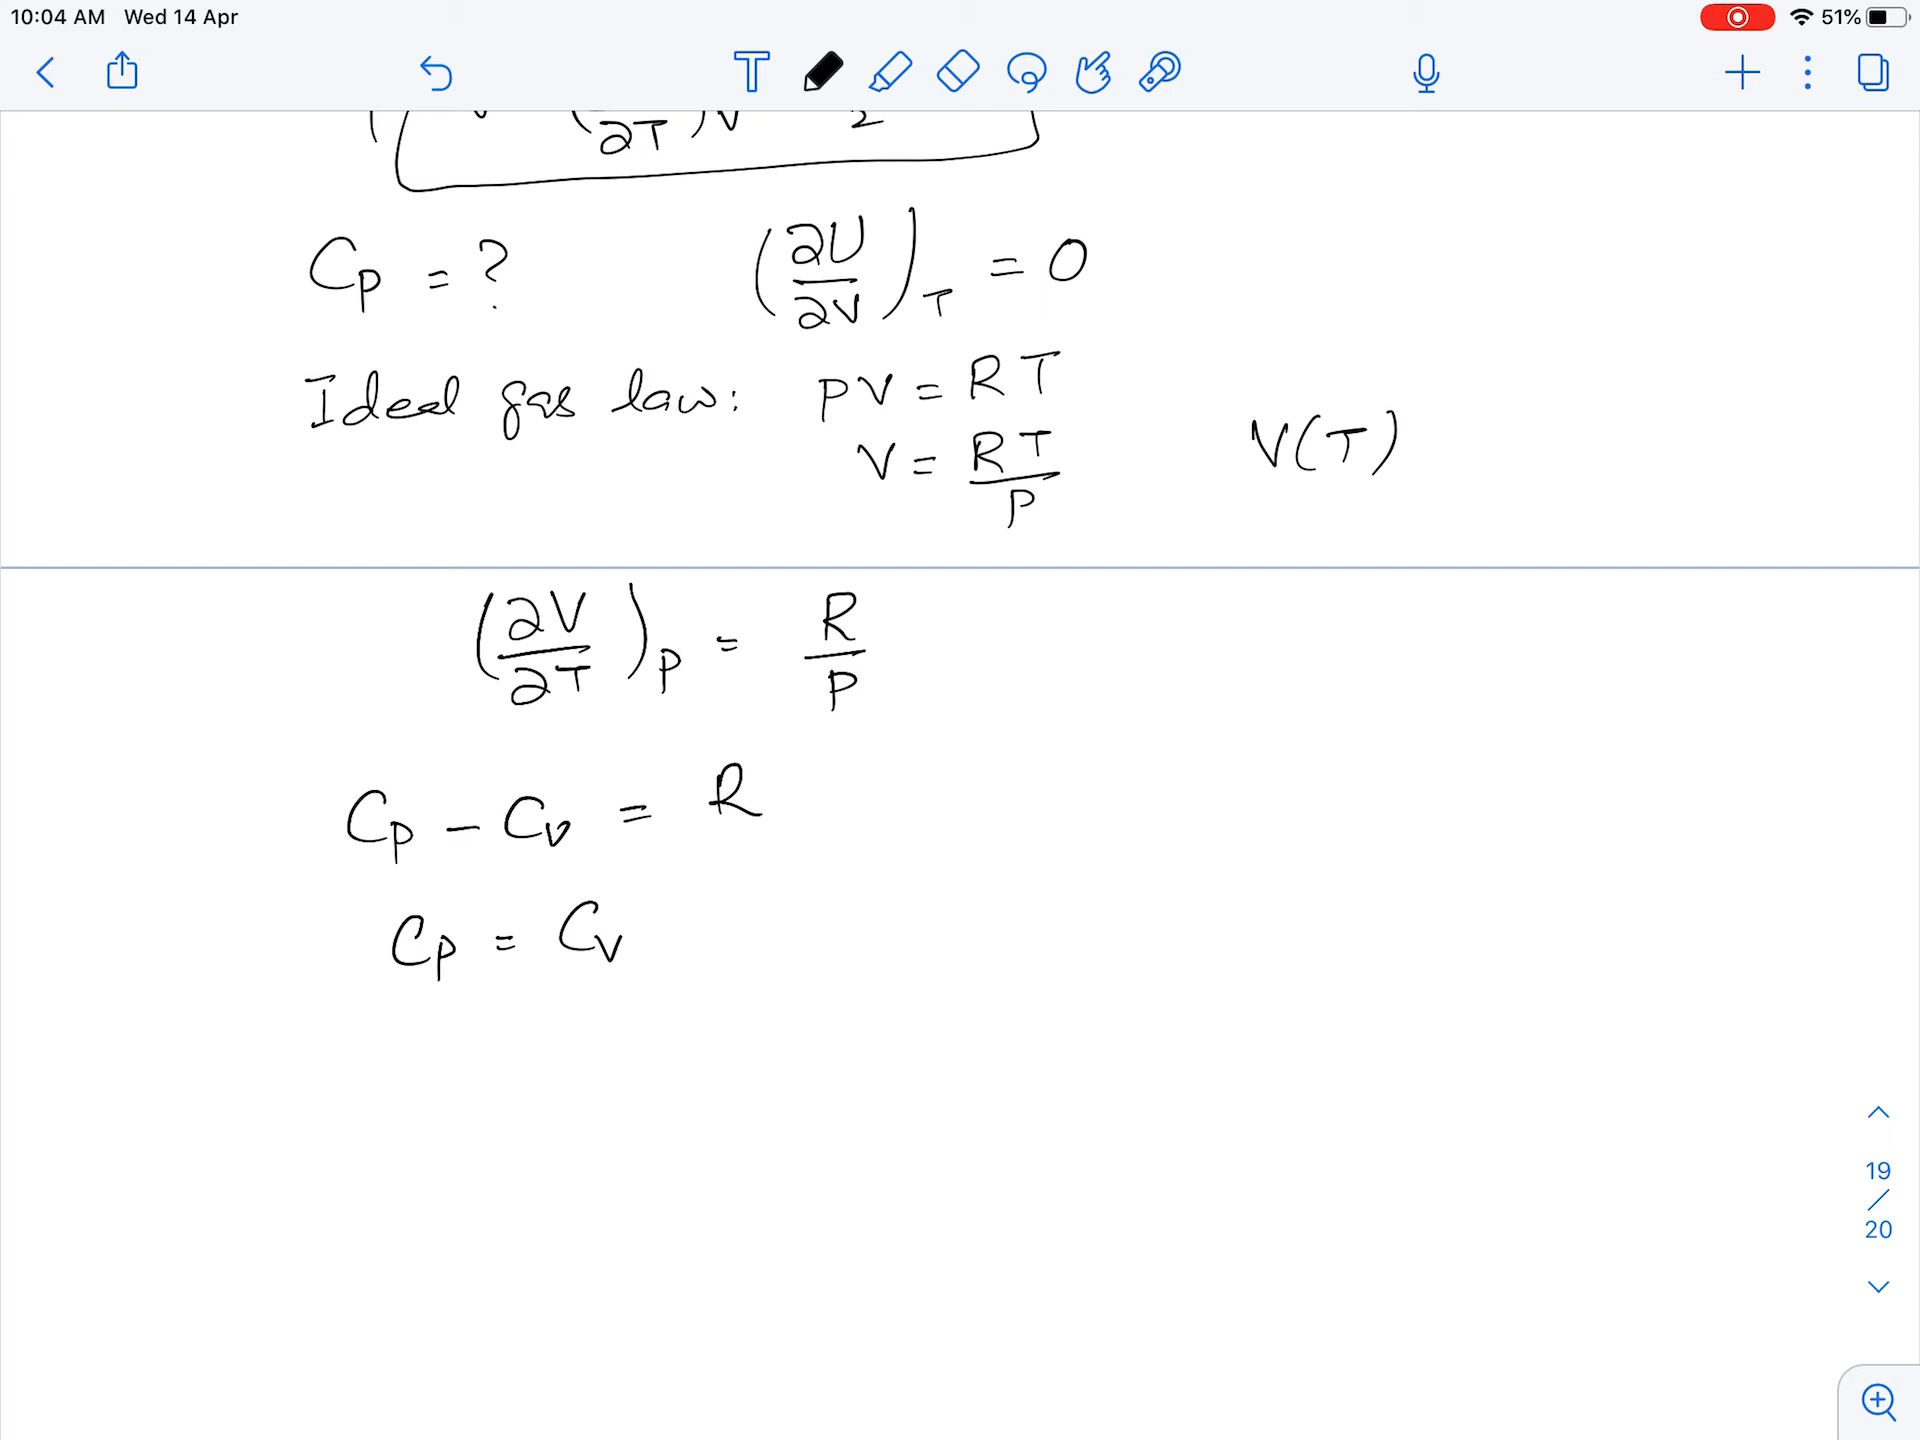 10:04 AM Wed 14 Apr
51%
T
∂T ) V 2
Cp = ? (∂U/∂V)T = 0
Ideal gas law: PV = RT
V = RT/P V(T)
(∂V/∂T)P = R/P
Cp - Cv = R
Cp = Cv
19
/
20